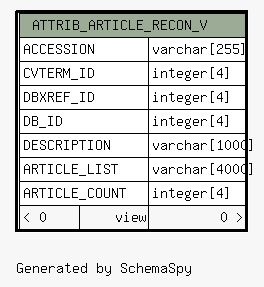 ATTRIB_ARTICLE_RECON_V
ACCESSION varchar[255]
CVTERM_ID integer[4]
DBXREF_ID integer[4]
DB_ID integer[4]
DESCRIPTION varchar[1000]
ARTICLE_LIST varchar[4000]
ARTICLE_COUNT integer[4]
< 0 view 0 >
Generated by SchemaSpy